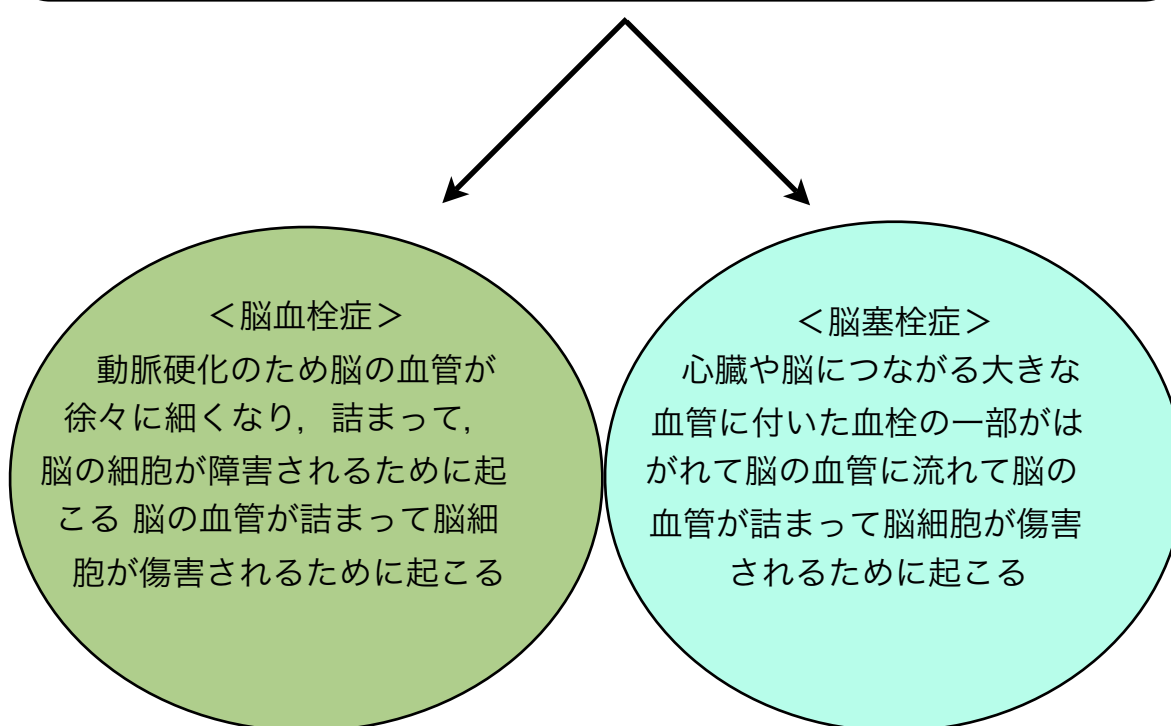 ＜脳血栓症＞
動脈硬化のため脳の血管が
徐々に細くなり，詰まって，
脳の細胞が障害されるために起
こる 脳の血管が詰まって脳細
胞が傷害されるために起こる
＜脳塞栓症＞
心臓や脳につながる大きな
血管に付いた血栓の一部がは
がれて脳の血管に流れて脳の
血管が詰まって脳細胞が傷害
されるために起こる